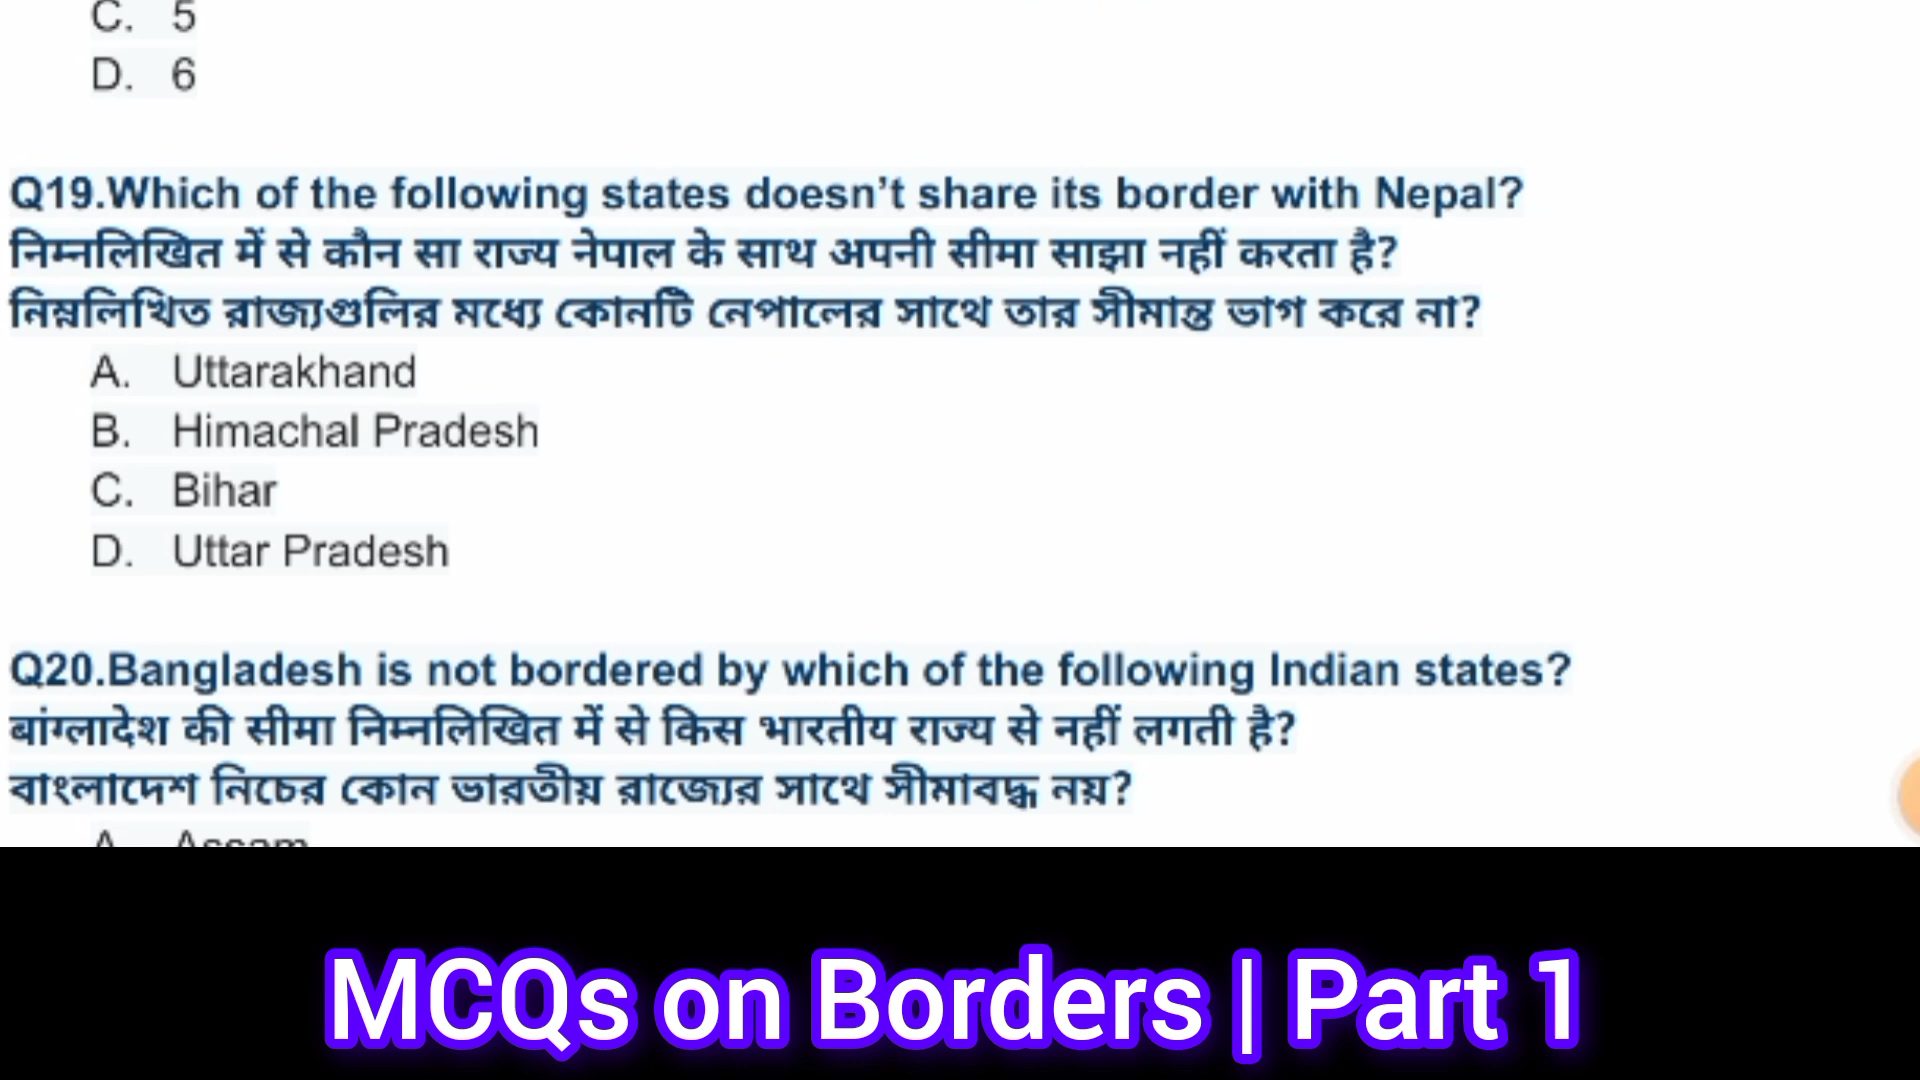 C. 5
D. 6
Q19.Which of the following states doesn’t share its border with Nepal?
निम्नलिखित में से कौन सा राज्य नेपाल के साथ अपनी सीमा साझा नहीं करता है?
নিম্নলিখিত রাজ্যগুলির মধ্যে কোনটি নেপালের সাথে তার সীমান্ত ভাগ করে না?
A. Uttarakhand
B. Himachal Pradesh
C. Bihar
D. Uttar Pradesh
Q20.Bangladesh is not bordered by which of the following Indian states?
बांग्लादेश की सीमा निम्नलिखित में से किस भारतीय राज्य से नहीं लगती है?
বাংলাদেশ নিচের কোন ভারতীয় রাজ্যের সাথে সীমাবদ্ধ নয়?
A. Assam
MCQs on Borders | Part 1